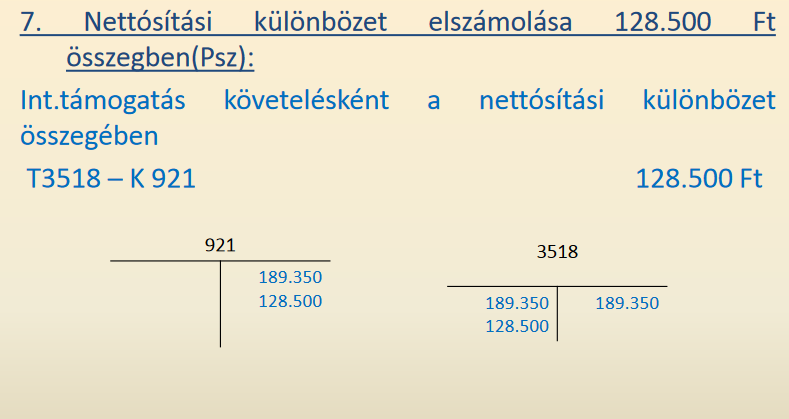 7. Nettósítási különbözet elszámolása 128.500 Ft
összegben(Psz):
Int.támogatás követelésként a nettósítási különbözet
összegében
T3518 – K 921 128.500 Ft
921
189.350
128.500
3518
189.350 189.350
128.500